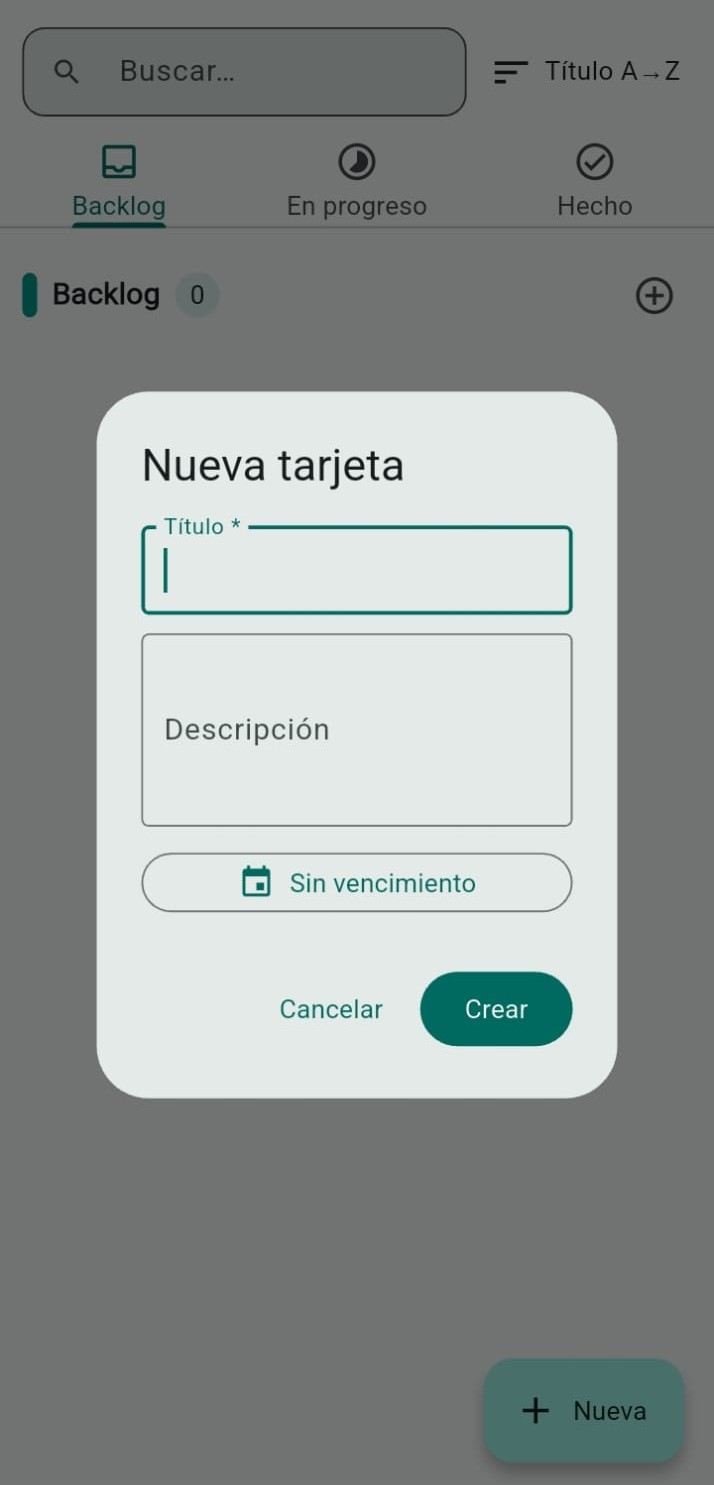 Buscar...
Título A→Z
Backlog
En progreso
Hecho
Backlog 0
Nueva tarjeta
Título *
Descripción
Sin vencimiento
Cancelar
Crear
Nueva